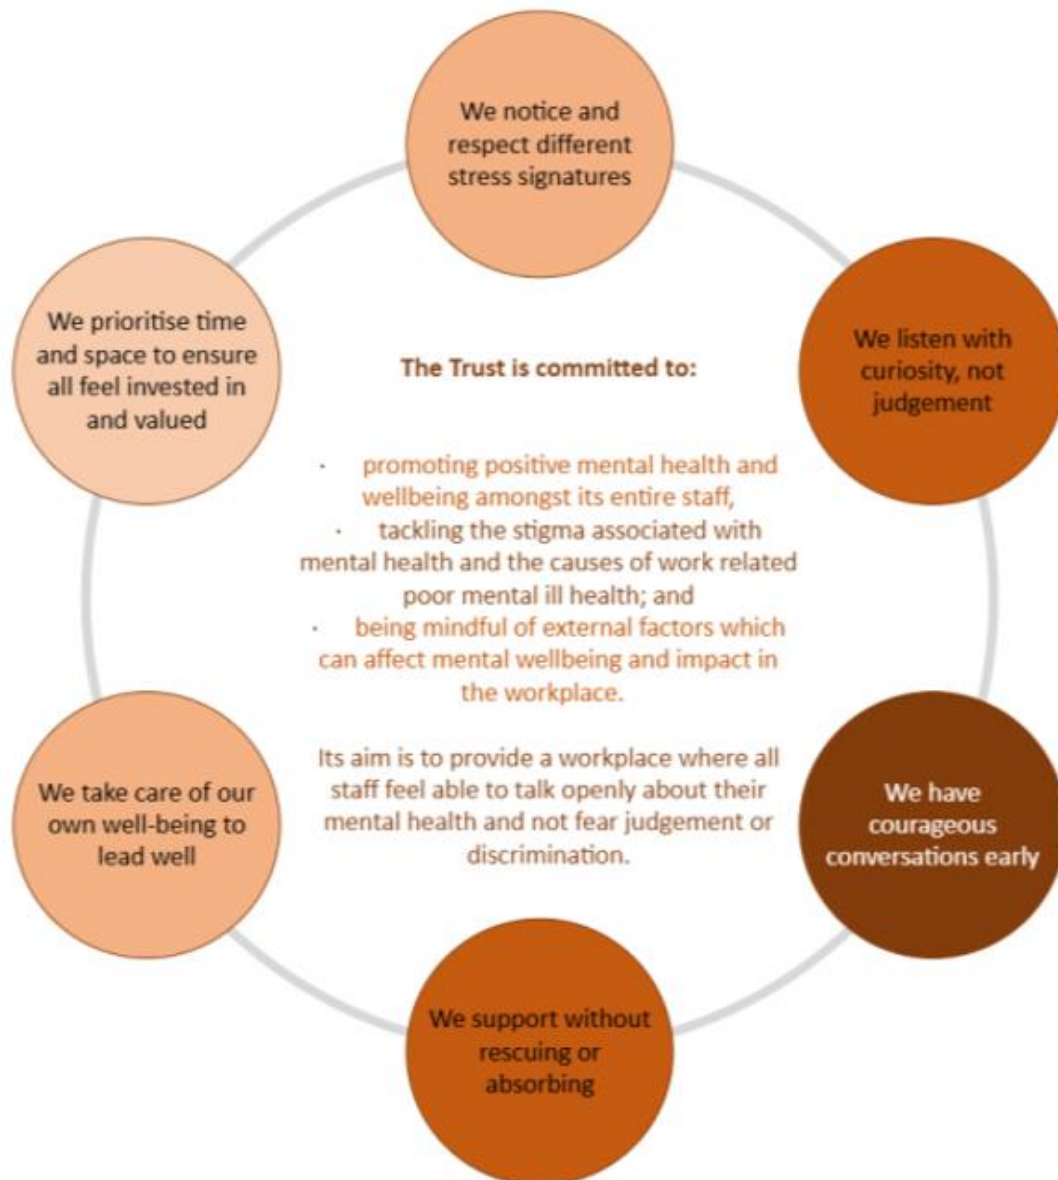 We notice and
respect different
stress signatures
We listen with
curiosity, not
judgement
We have
courageous
conversations early
We support without
rescuing or
absorbing
We take care of our
own well-being to
lead well
We prioritise time
and space to ensure
all feel invested in
and valued
The Trust is committed to:
· promoting positive mental health and
wellbeing amongst its entire staff,
· tackling the stigma associated with
mental health and the causes of work related
poor mental ill health; and
· being mindful of external factors which
can affect mental wellbeing and impact in
the workplace.
Its aim is to provide a workplace where all
staff feel able to talk openly about their
mental health and not fear judgement or
discrimination.